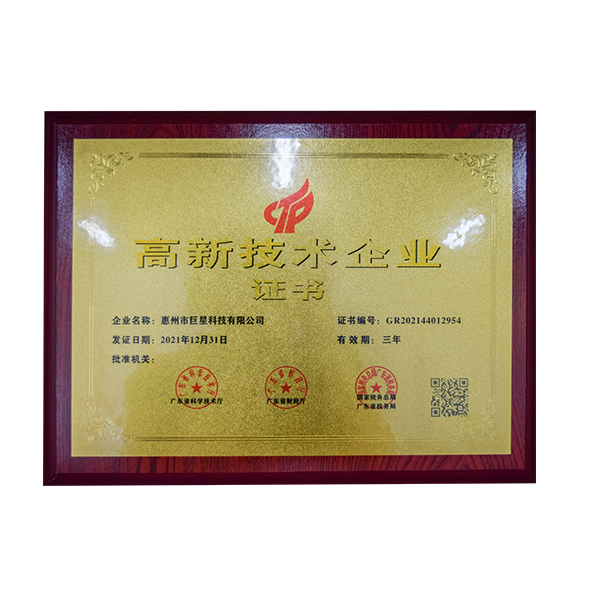 高新技术企业
证书
企业名称：惠州市巨星科技有限公司 证书编号：GR202144012954
发证日期：2021年12月31日 有效期：三年
批准机关：
广东省科学技术厅 广东省财政厅 国家税务总局
广东省税务局